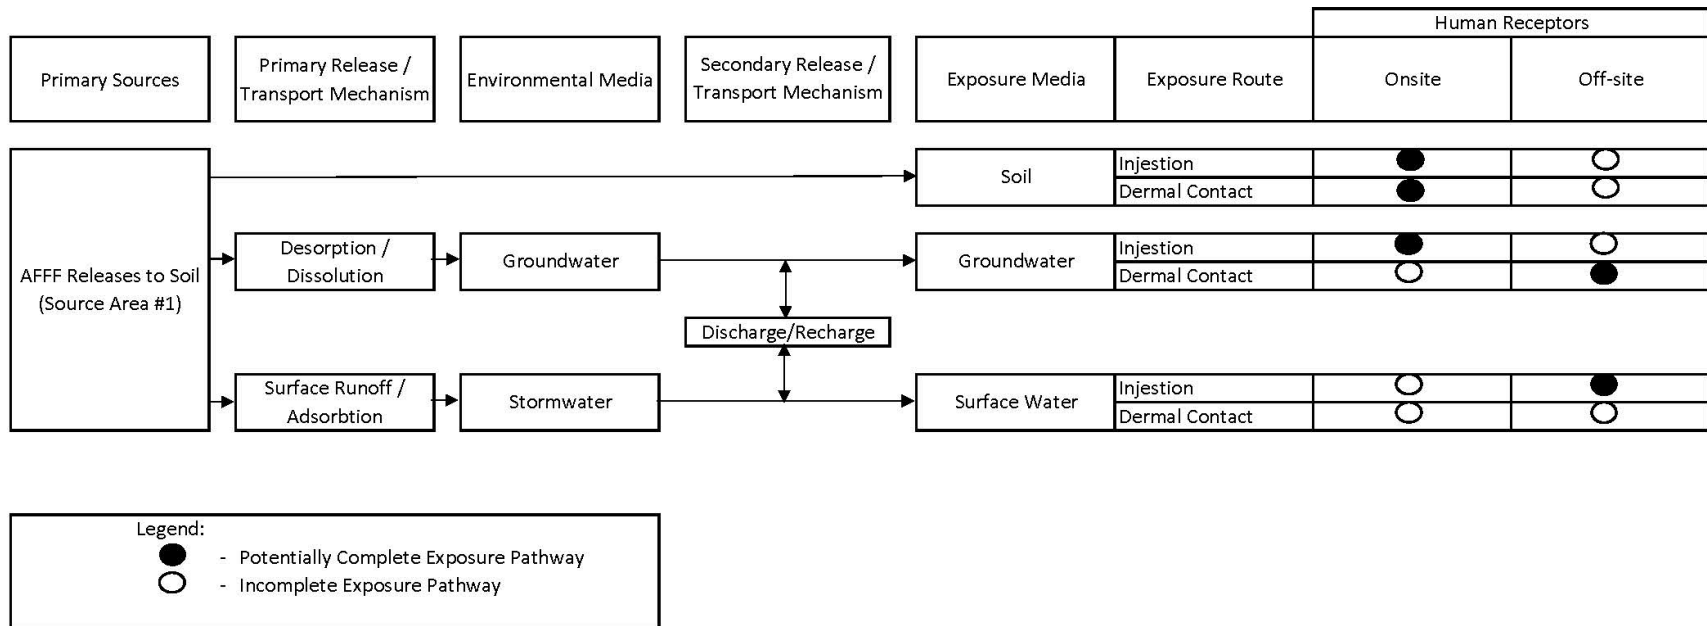 Human Receptors
Primary Sources
Primary Release /
Transport Mechanism
Environmental Media
Secondary Release /
Transport Mechanism
Exposure Media
Exposure Route
Onsite
Off-site
AFFF Releases to Soil
(Source Area #1)
Soil
Injestion
Dermal Contact
Desorption /
Dissolution
Groundwater
Groundwater
Injestion
Dermal Contact
Discharge/Recharge
Surface Runoff /
Adsorbtion
Stormwater
Surface Water
Injestion
Dermal Contact
Legend:
- Potentially Complete Exposure Pathway
- Incomplete Exposure Pathway